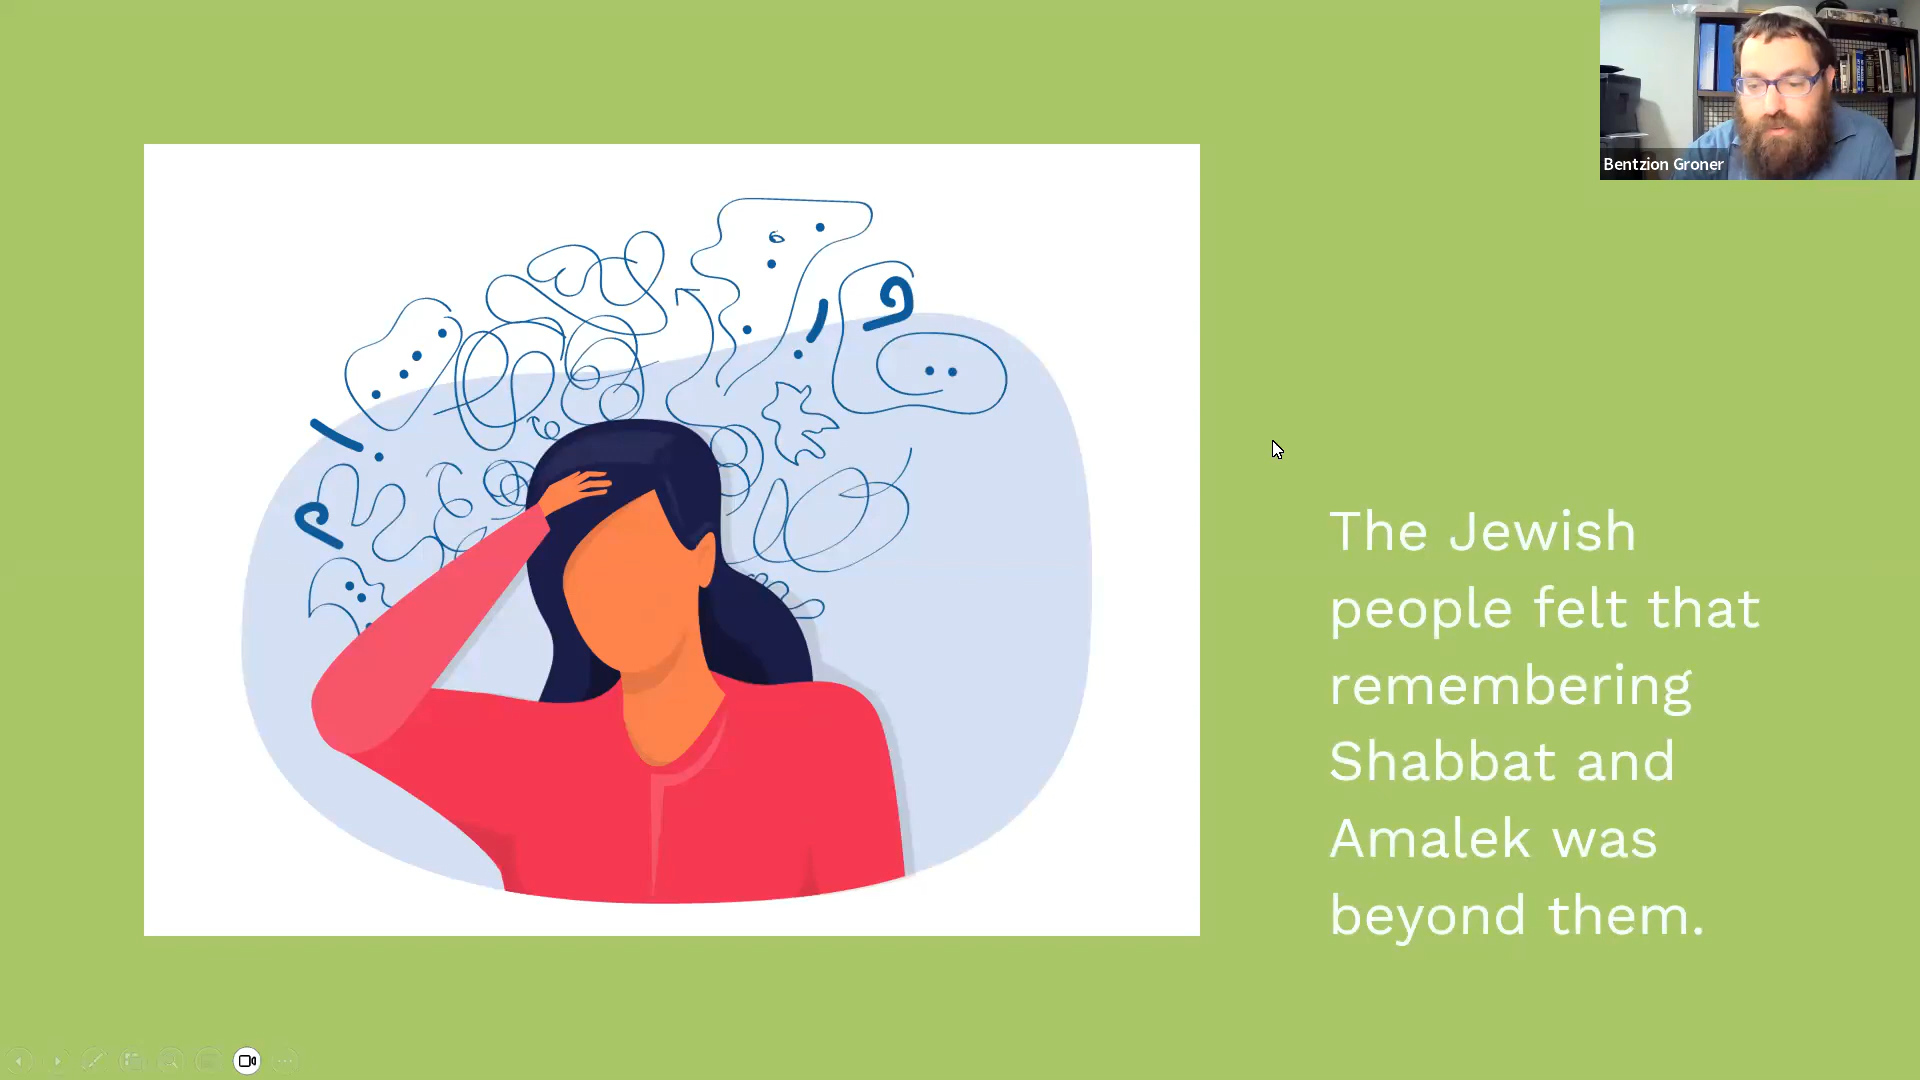 Bentzion Groner
The Jewish
people felt that
remembering
Shabbat and
Amalek was
beyond them.